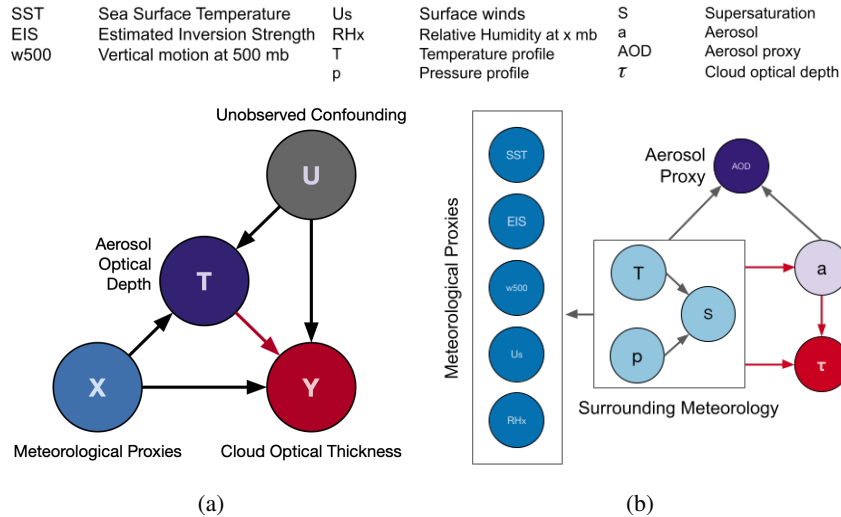 SST Sea Surface Temperature Us Surface winds S Supersaturation
EIS Estimated Inversion Strength RHx Relative Humidity at x mb a Aerosol
w500 Vertical motion at 500 mb T Temperature profile AOD Aerosol proxy
p Pressure profile τ Cloud optical depth
Unobserved Confounding
U
Aerosol
Optical
Depth
T
X
Y
Meteorological Proxies
Cloud Optical Thickness
(a)
Meteorological Proxies
SST
EIS
w500
Us
RHx
Aerosol
Proxy
AOD
T
S
p
a
τ
Surrounding Meteorology
(b)